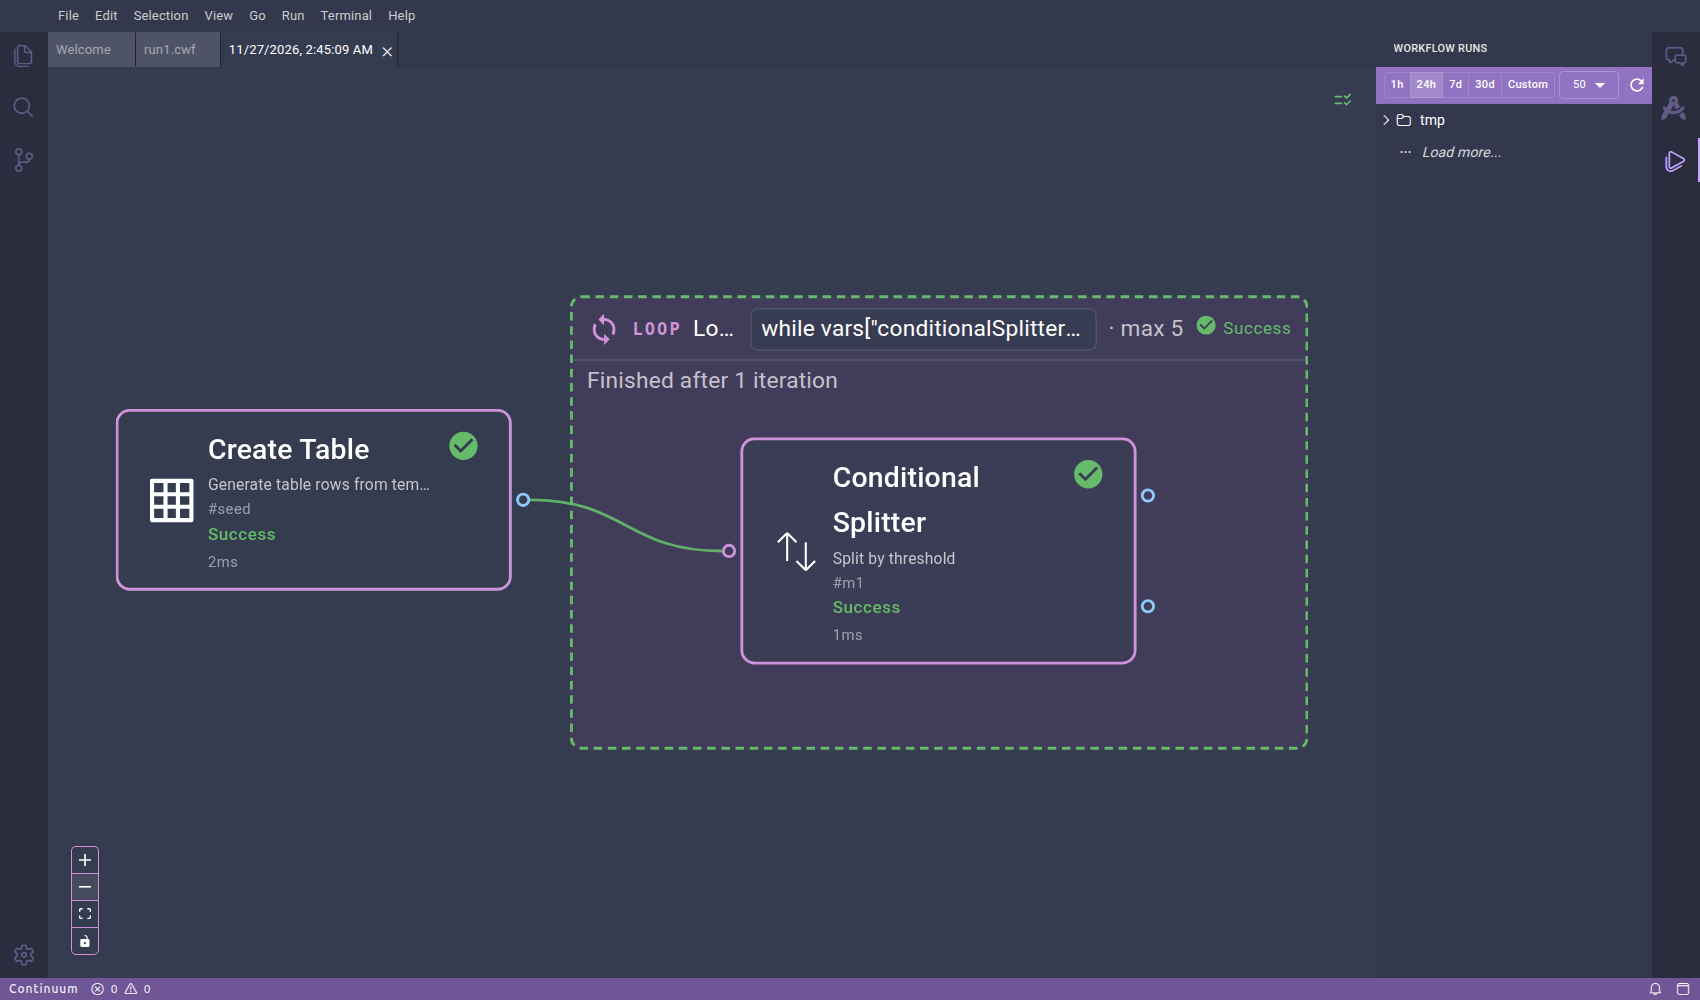 File Edit Selection View Go Run Terminal Help
Welcome run1.cwf 11/27/2026, 2:45:09 AM
WORKFLOW RUNS
1h 24h 7d 30d Custom 50
tmp
Load more...
LOOP Lo... while vars["conditionalSplitter... · max 5 Success
Finished after 1 iteration
Create Table
Generate table rows from tem...
#seed
Success
2ms
Conditional
Splitter
Split by threshold
#m1
Success
1ms
Continuum 0 0